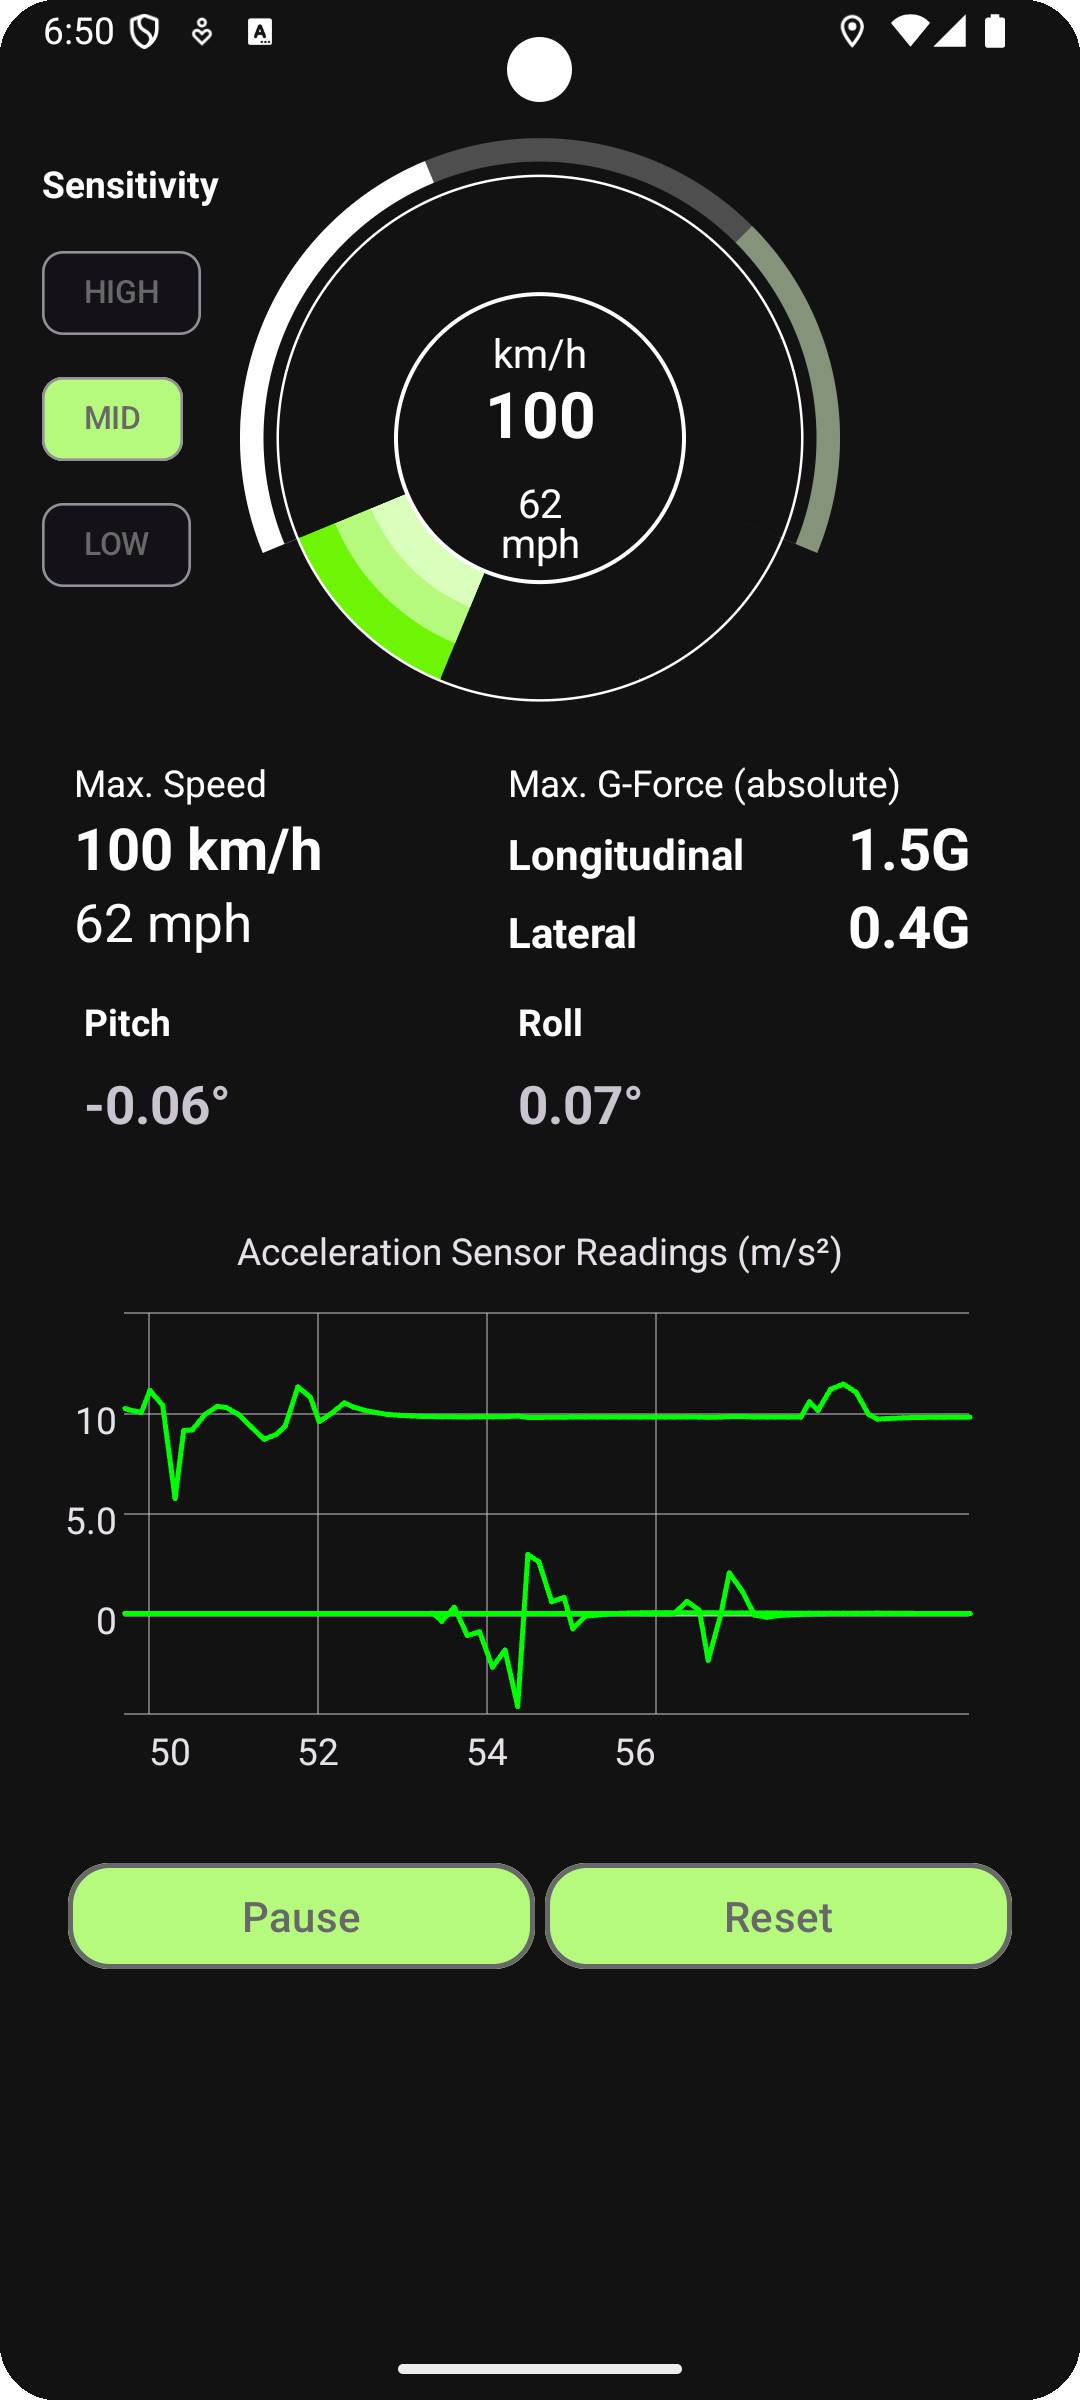 6:50
Sensitivity
HIGH
MID
LOW
km/h
100
62
mph
Max. Speed
100 km/h
62 mph
Max. G-Force (absolute)
Longitudinal 1.5G
Lateral 0.4G
Pitch
-0.06°
Roll
0.07°
Acceleration Sensor Readings (m/s²)
10
5.0
0
50 52 54 56
Pause
Reset